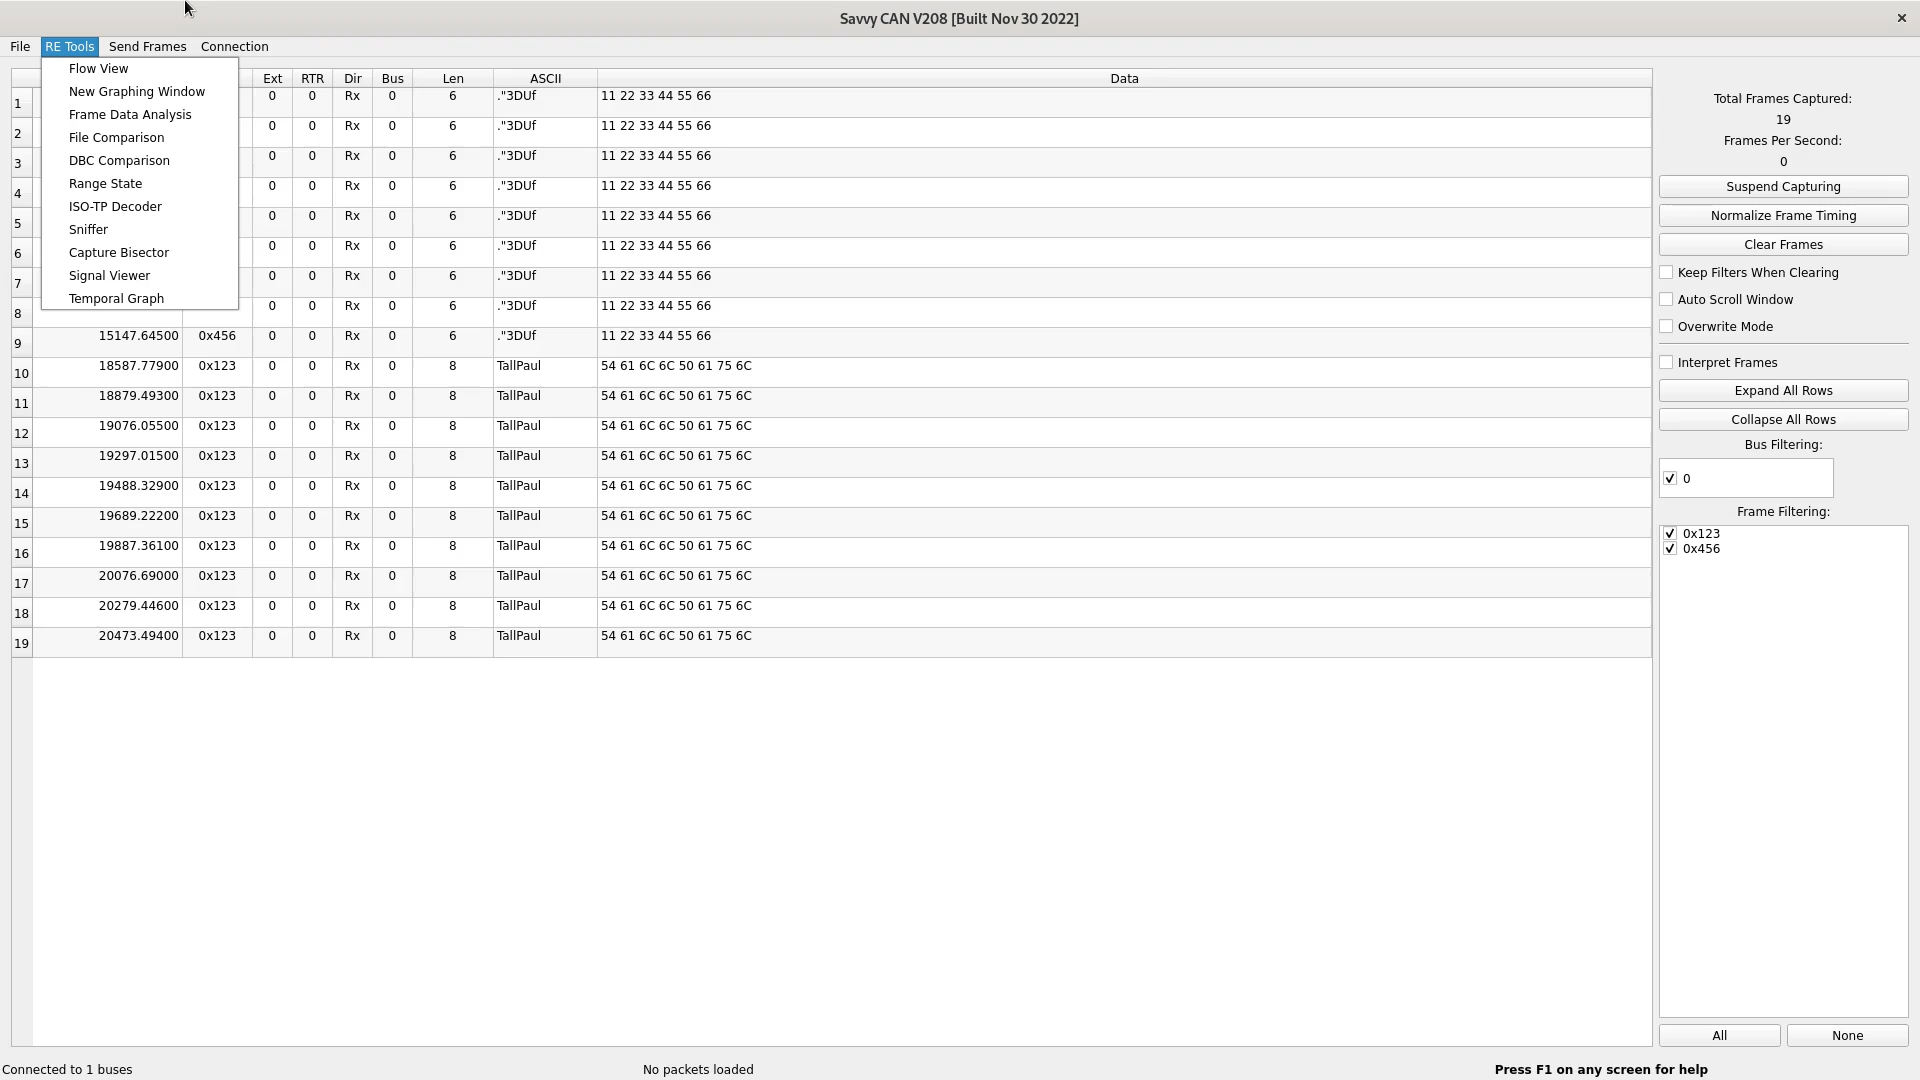 Savvy CAN V208 [Built Nov 30 2022]
File RE Tools Send Frames Connection
Flow View
New Graphing Window
Frame Data Analysis
File Comparison
DBC Comparison
Range State
ISO-TP Decoder
Sniffer
Capture Bisector
Signal Viewer
Temporal Graph
Ext RTR Dir Bus Len ASCII Data
1 0 0 Rx 0 6 ."3DUf 11 22 33 44 55 66
2 0 0 Rx 0 6 ."3DUf 11 22 33 44 55 66
3 0 0 Rx 0 6 ."3DUf 11 22 33 44 55 66
4 0 0 Rx 0 6 ."3DUf 11 22 33 44 55 66
5 0 0 Rx 0 6 ."3DUf 11 22 33 44 55 66
6 0 0 Rx 0 6 ."3DUf 11 22 33 44 55 66
7 0 0 Rx 0 6 ."3DUf 11 22 33 44 55 66
8 0 0 Rx 0 6 ."3DUf 11 22 33 44 55 66
9 15147.64500 0x456 0 0 Rx 0 6 ."3DUf 11 22 33 44 55 66
10 18587.77900 0x123 0 0 Rx 0 8 TallPaul 54 61 6C 6C 50 61 75 6C
11 18879.49300 0x123 0 0 Rx 0 8 TallPaul 54 61 6C 6C 50 61 75 6C
12 19076.05500 0x123 0 0 Rx 0 8 TallPaul 54 61 6C 6C 50 61 75 6C
13 19297.01500 0x123 0 0 Rx 0 8 TallPaul 54 61 6C 6C 50 61 75 6C
14 19488.32900 0x123 0 0 Rx 0 8 TallPaul 54 61 6C 6C 50 61 75 6C
15 19689.22200 0x123 0 0 Rx 0 8 TallPaul 54 61 6C 6C 50 61 75 6C
16 19887.36100 0x123 0 0 Rx 0 8 TallPaul 54 61 6C 6C 50 61 75 6C
17 20076.69000 0x123 0 0 Rx 0 8 TallPaul 54 61 6C 6C 50 61 75 6C
18 20279.44600 0x123 0 0 Rx 0 8 TallPaul 54 61 6C 6C 50 61 75 6C
19 20473.49400 0x123 0 0 Rx 0 8 TallPaul 54 61 6C 6C 50 61 75 6C
Total Frames Captured:
19
Frames Per Second:
0
Suspend Capturing
Normalize Frame Timing
Clear Frames
Keep Filters When Clearing
Auto Scroll Window
Overwrite Mode
Interpret Frames
Expand All Rows
Collapse All Rows
Bus Filtering:
0
Frame Filtering:
0x123
0x456
All None
Connected to 1 buses No packets loaded Press F1 on any screen for help